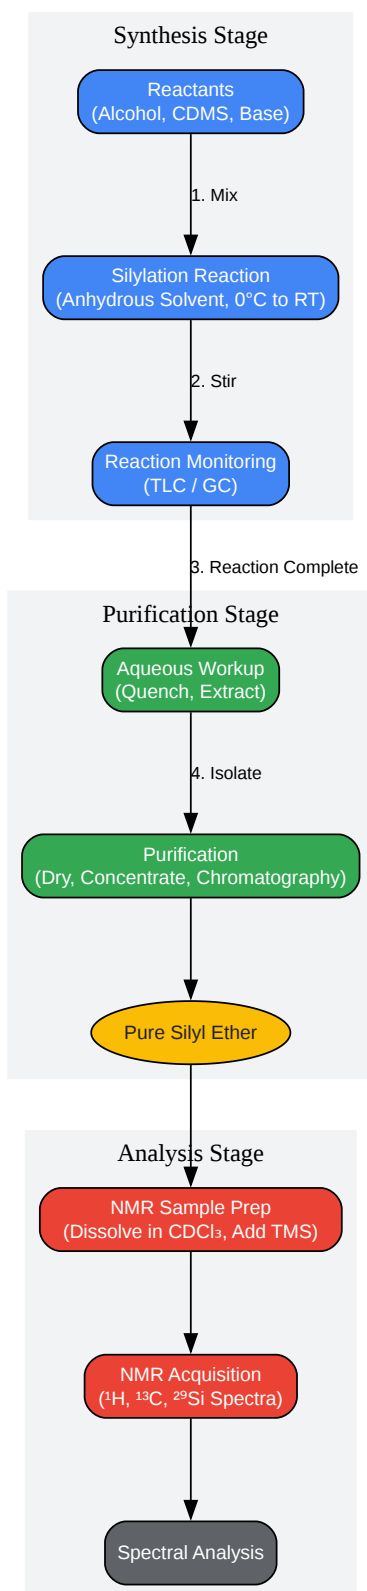 Synthesis Stage
Reactants
(Alcohol, CDMS, Base)
1. Mix
Silylation Reaction
(Anhydrous Solvent, 0°C to RT)
2. Stir
Reaction Monitoring
(TLC / GC)
3. Reaction Complete
Purification Stage
Aqueous Workup
(Quench, Extract)
4. Isolate
Purification
(Dry, Concentrate, Chromatography)
Pure Silyl Ether
Analysis Stage
NMR Sample Prep
(Dissolve in CDCl₃, Add TMS)
NMR Acquisition
(¹H, ¹³C, ²⁹Si Spectra)
Spectral Analysis